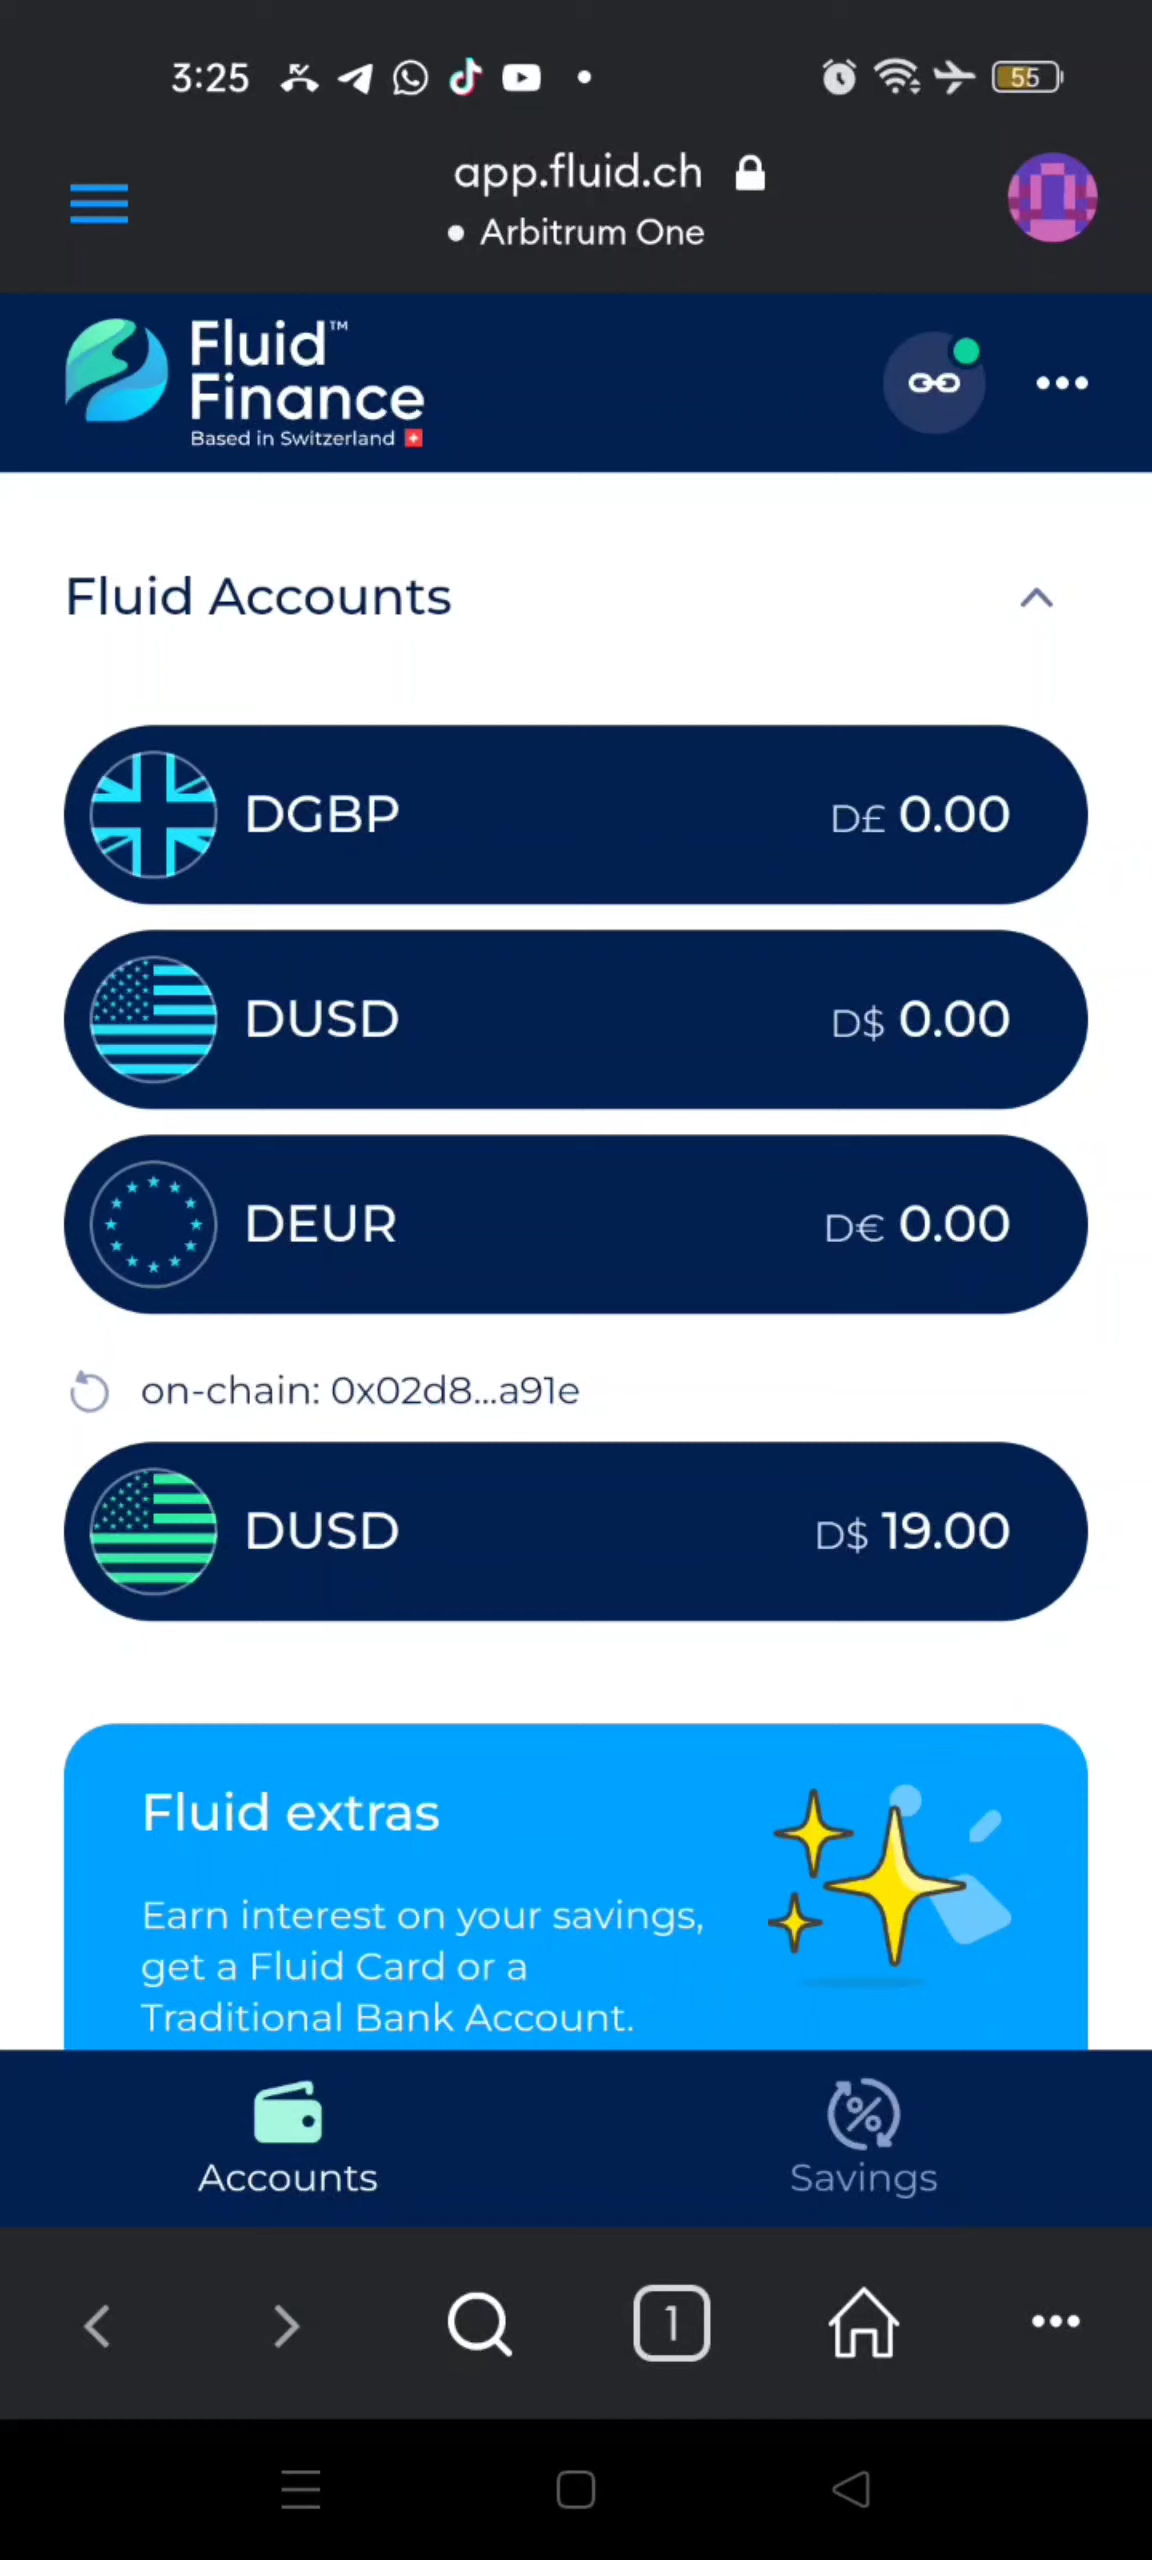 3:25
55
app.fluid.ch
Arbitrum One
Fluid™
Finance
Based in Switzerland
Fluid Accounts
DGBP D£ 0.00
DUSD D$ 0.00
DEUR D€ 0.00
on-chain: 0x02d8...a91e
DUSD D$ 19.00
Fluid extras
Earn interest on your savings,
get a Fluid Card or a
Traditional Bank Account.
Accounts Savings
1